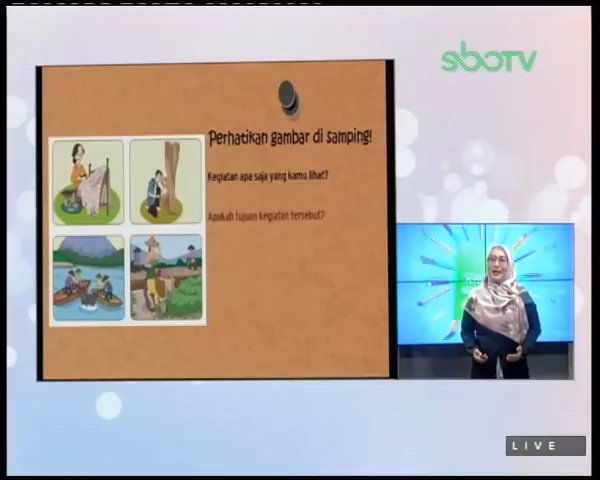 sboTV
Perhatikan gambar di samping!
Kegiatan apa saja yang kamu lihat?
Apakah tujuan kegiatan tersebut?
LIVE